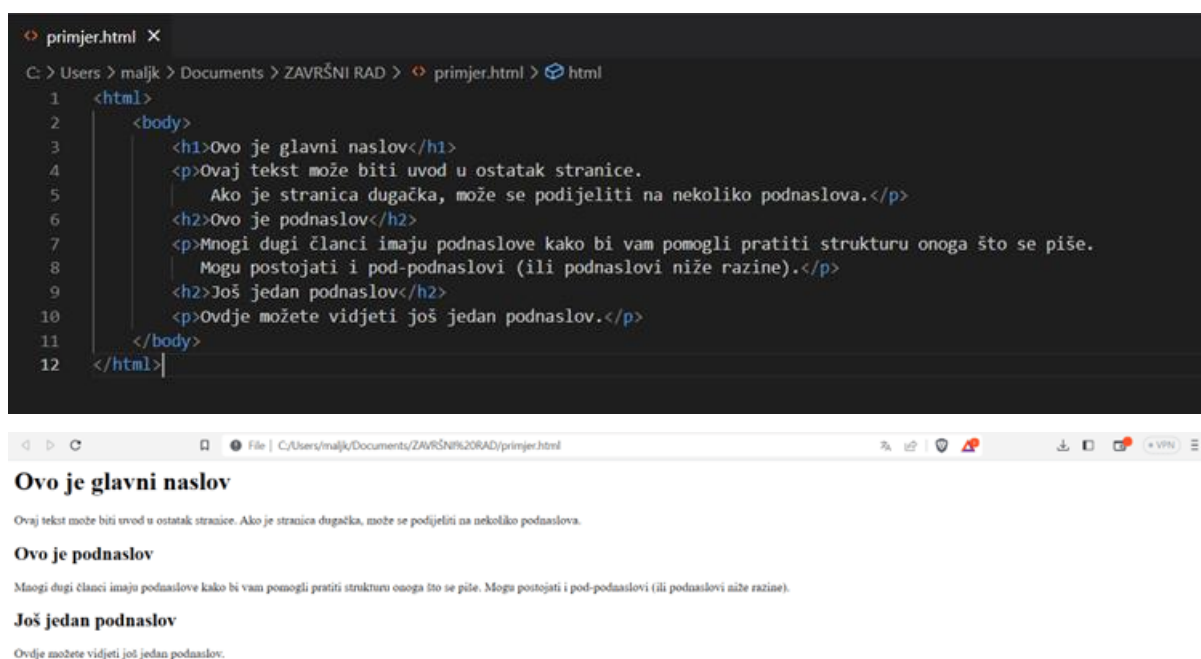 primjer.html
C: > Users > maljk > Documents > ZAVRŠNI RAD > primjer.html > html
1 <html>
2 <body>
3 <h1>Ovo je glavni naslov</h1>
4 <p>Ovaj tekst može biti uvod u ostatak stranice.
5 Ako je stranica dugačka, može se podijeliti na nekoliko podnaslova.</p>
6 <h2>Ovo je podnaslov</h2>
7 <p>Mnogi dugi članci imaju podnaslove kako bi vam pomogli pratiti strukturu onoga što se piše.
8 Mogu postojati i pod-podnaslovi (ili podnaslovi niže razine).</p>
9 <h2>Još jedan podnaslov</h2>
10 <p>Ovdje možete vidjeti još jedan podnaslov.</p>
11 </body>
12 </html>
File | C:/Users/maljk/Documents/ZAVRŠNI%20RAD/primjer.html VPN
Ovo je glavni naslov
Ovaj tekst može biti uvod u ostatak stranice. Ako je stranica dugačka, može se podijeliti na nekoliko podnaslova.
Ovo je podnaslov
Mnogi dugi članci imaju podnaslove kako bi vam pomogli pratiti strukturu onoga što se piše. Mogu postojati i pod-podnaslovi (ili podnaslovi niže razine).
Još jedan podnaslov
Ovdje možete vidjeti još jedan podnaslov.